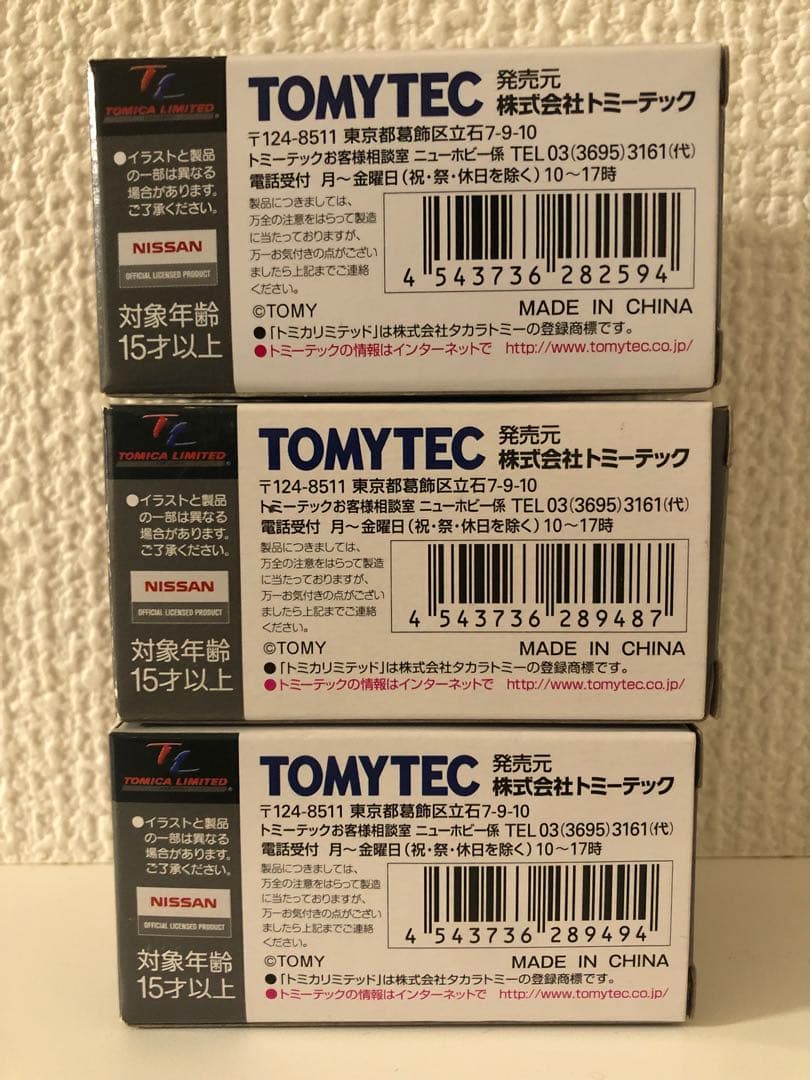 TL
TOMICA LIMITED®
●イラストと製品
の一部は異なる
場合があります。
ご了承ください。
NISSAN
OFFICIAL LICENSED PRODUCT
対象年齢
15才以上
TOMYTEC 発売元
株式会社トミーテック
〒124-8511 東京都葛飾区立石7-9-10
トミーテックお客様相談室 ニューホビー係 TEL 03(3695)3161(代)
電話受付 月〜金曜日(祝・祭・休日を除く)10〜17時
製品につきましては、
万全の注意をはらって製造
に当たっておりますが、
万一お気付きの点がござい
ましたら上記までご連絡
ください。
4 543736 282594
©TOMY MADE IN CHINA
●「トミカリミテッド」は株式会社タカラトミーの登録商標です。
●トミーテックの情報はインターネットで http://www.tomytec.co.jp/
TL
TOMICA LIMITED®
●イラストと製品
の一部は異なる
場合があります。
ご了承ください。
NISSAN
OFFICIAL LICENSED PRODUCT
対象年齢
15才以上
TOMYTEC 発売元
株式会社トミーテック
〒124-8511 東京都葛飾区立石7-9-10
トミーテックお客様相談室 ニューホビー係 TEL 03(3695)3161(代)
電話受付 月〜金曜日(祝・祭・休日を除く)10〜17時
製品につきましては、
万全の注意をはらって製造
に当たっておりますが、
万一お気付きの点がござい
ましたら上記までご連絡
ください。
4 543736 289487
©TOMY MADE IN CHINA
●「トミカリミテッド」は株式会社タカラトミーの登録商標です。
●トミーテックの情報はインターネットで http://www.tomytec.co.jp/
TL
TOMICA LIMITED®
●イラストと製品
の一部は異なる
場合があります。
ご了承ください。
NISSAN
OFFICIAL LICENSED PRODUCT
対象年齢
15才以上
TOMYTEC 発売元
株式会社トミーテック
〒124-8511 東京都葛飾区立石7-9-10
トミーテックお客様相談室 ニューホビー係 TEL 03(3695)3161(代)
電話受付 月〜金曜日(祝・祭・休日を除く)10〜17時
製品につきましては、
万全の注意をはらって製造
に当たっておりますが、
万一お気付きの点がござい
ましたら上記までご連絡
ください。
4 543736 289494
©TOMY MADE IN CHINA
●「トミカリミテッド」は株式会社タカラトミーの登録商標です。
●トミーテックの情報はインターネットで http://www.tomytec.co.jp/